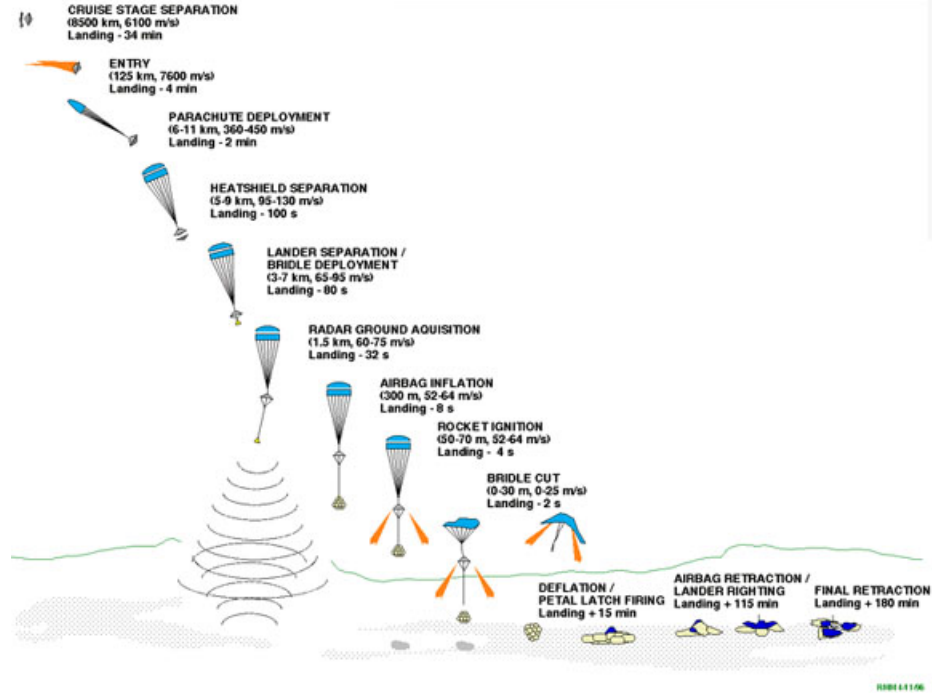 CRUISE STAGE SEPARATION
(8500 km, 6100 m/s)
Landing - 34 min
ENTRY
(125 km, 7600 m/s)
Landing - 4 min
PARACHUTE DEPLOYMENT
(6-11 km, 360-450 m/s)
Landing - 2 min
HEATSHIELD SEPARATION
(5-9 km, 95-130 m/s)
Landing - 100 s
LANDER SEPARATION /
BRIDLE DEPLOYMENT
(3-7 km, 65-95 m/s)
Landing - 80 s
RADAR GROUND AQUISITION
(1.5 km, 60-75 m/s)
Landing - 32 s
AIRBAG INFLATION
(300 m, 52-64 m/s)
Landing - 8 s
ROCKET IGNITION
(50-70 m, 52-64 m/s)
Landing - 4 s
BRIDLE CUT
(0-30 m, 0-25 m/s)
Landing - 2 s
DEFLATION /
PETAL LATCH FIRING
Landing + 15 min
AIRBAG RETRACTION /
LANDER RIGHTING
Landing + 115 min
FINAL RETRACTION
Landing + 180 min